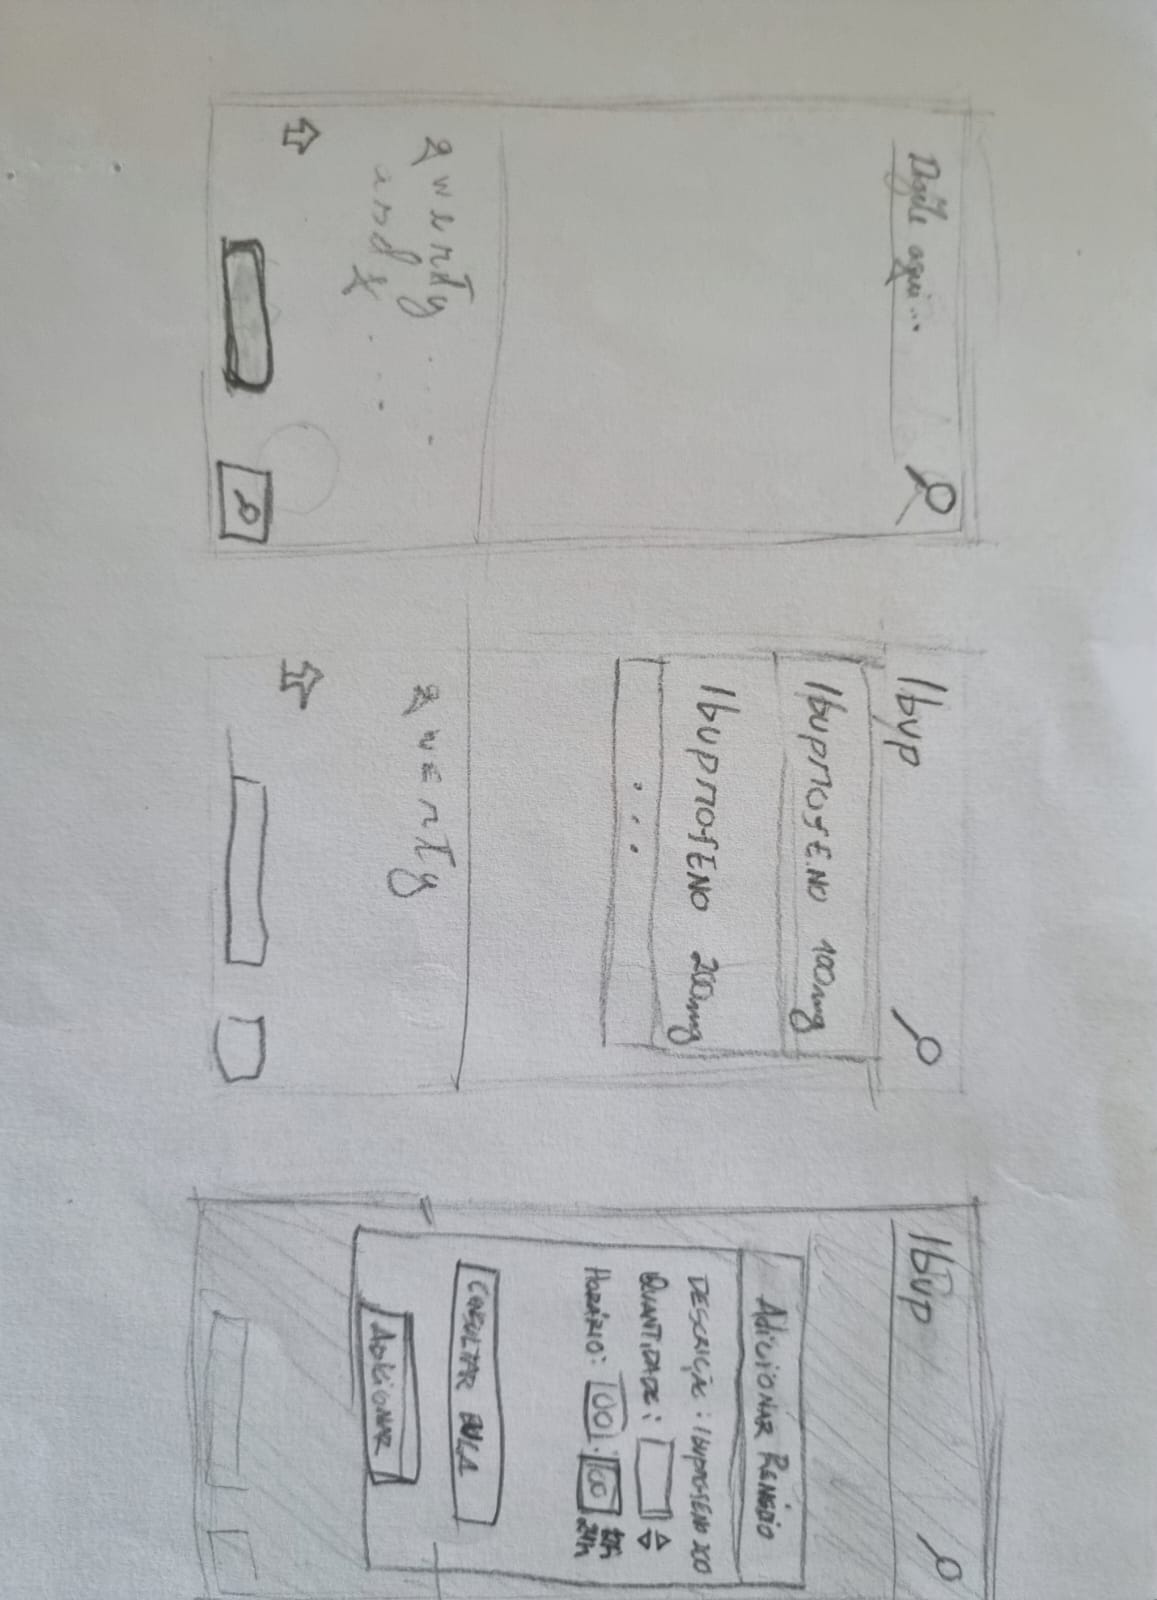 Digite aqui...
qwerty ....
asdz ...
Ibup
Ibuprofeno 100mg
Ibuprofeno 200mg
...
qwerty
Ibup
ADICIONAR REMÉDIO
DESCRIÇÃO: IbuprofENO 200
QUANTIDADE:
HORÁRIO: 00:00 12h
24h
CONSULTAR BULA
ADICIONAR